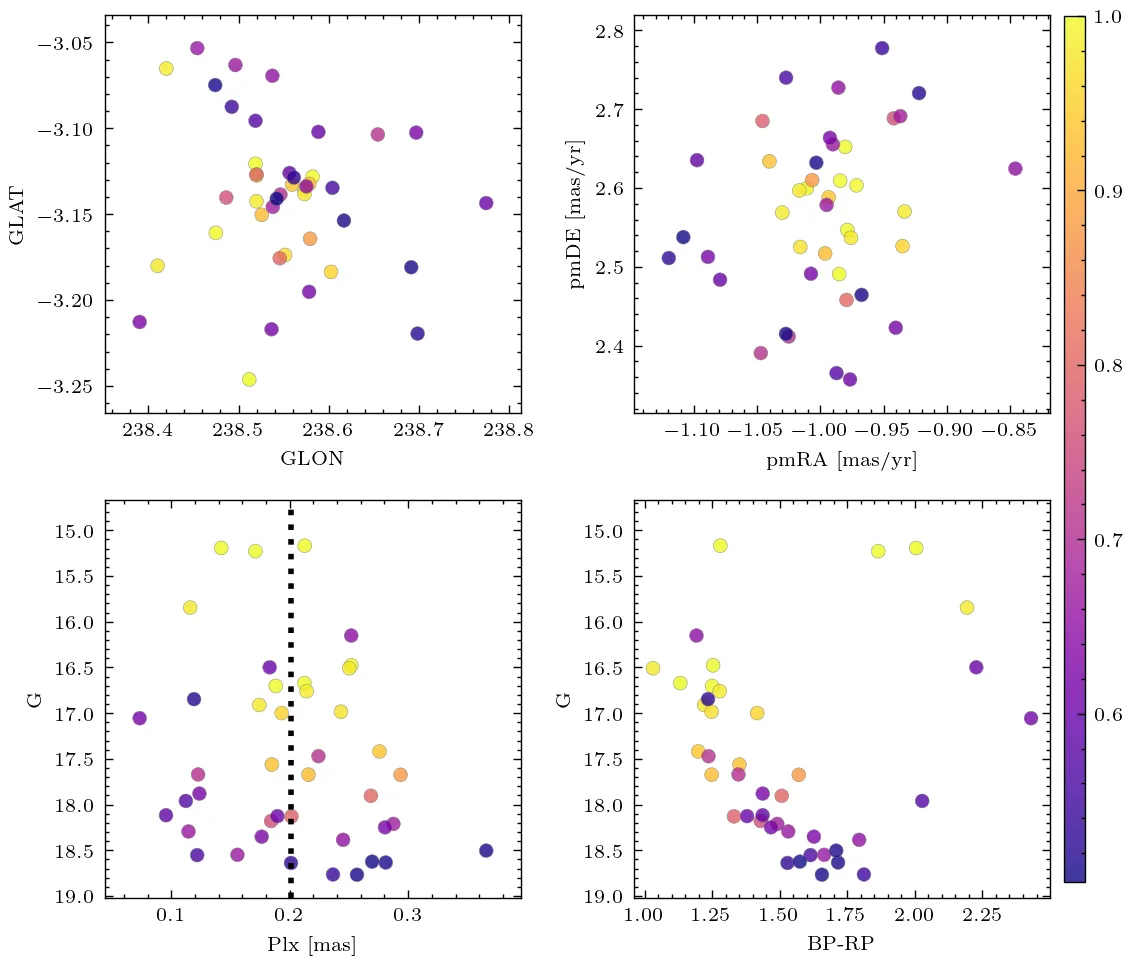 −3.05
−3.10
−3.15
−3.20
−3.25
GLAT
238.4 238.5 238.6 238.7 238.8
GLON
2.8
2.7
2.6
2.5
2.4
pmDE [mas/yr]
−1.10 −1.05 −1.00 −0.95 −0.90 −0.85
pmRA [mas/yr]
1.0
0.9
0.8
0.7
0.6
15.0
15.5
16.0
16.5
17.0
17.5
18.0
18.5
19.0
G
0.1 0.2 0.3
Plx [mas]
15.0
15.5
16.0
16.5
17.0
17.5
18.0
18.5
19.0
G
1.00 1.25 1.50 1.75 2.00 2.25
BP-RP